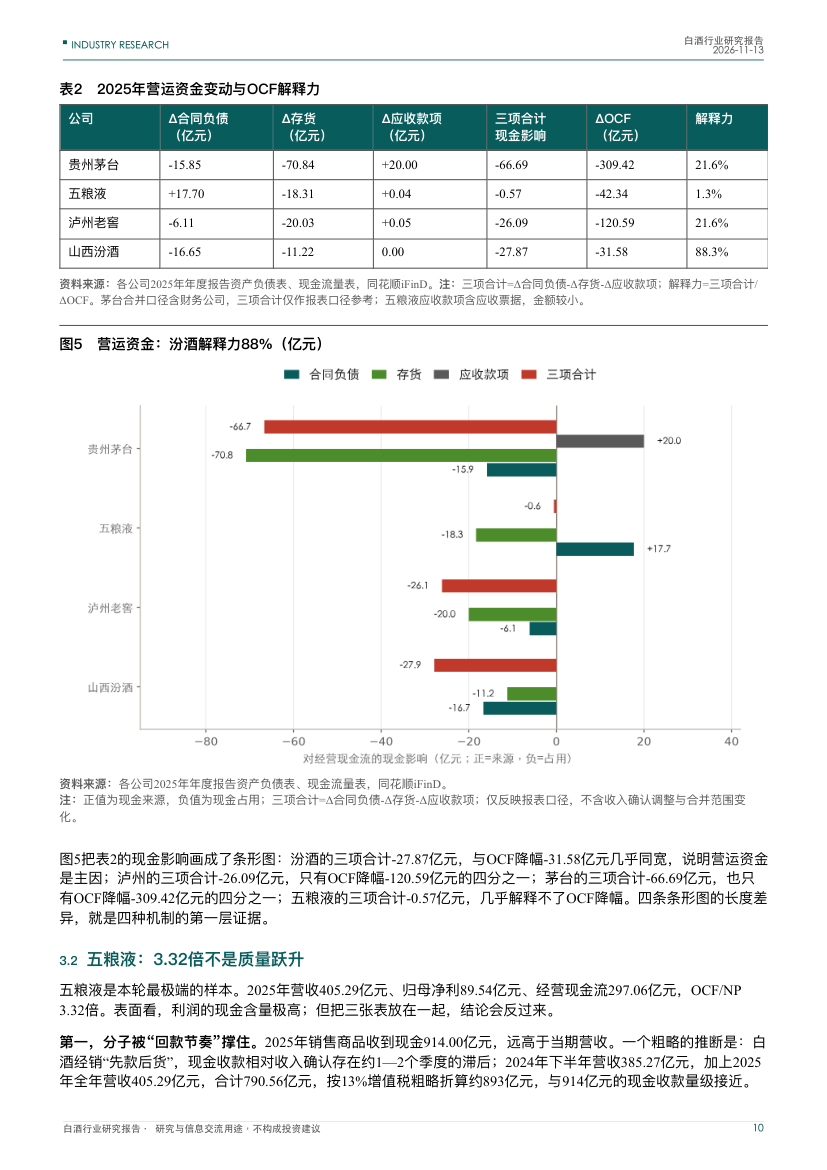 INDUSTRY RESEARCH
白酒行业研究报告
2026-11-13
表2 2025年营运资金变动与OCF解释力
公司 Δ合同负债（亿元） Δ存货（亿元） Δ应收款项（亿元） 三项合计现金影响 ΔOCF（亿元） 解释力
贵州茅台 -15.85 -70.84 +20.00 -66.69 -309.42 21.6%
五粮液 +17.70 -18.31 +0.04 -0.57 -42.34 1.3%
泸州老窖 -6.11 -20.03 +0.05 -26.09 -120.59 21.6%
山西汾酒 -16.65 -11.22 0.00 -27.87 -31.58 88.3%
资料来源：各公司2025年年度报告资产负债表、现金流量表，同花顺iFinD。注：三项合计=Δ合同负债-Δ存货-Δ应收款项；解释力=三项合计/
ΔOCF。茅台合并口径含财务公司，三项合计仅作报表口径参考；五粮液应收款项含应收票据，金额较小。
图5 营运资金：汾酒解释力88%（亿元）
合同负债 存货 应收款项 三项合计
贵州茅台
-66.7
+20.0
-70.8
-15.9
五粮液
-0.6
-18.3
+17.7
泸州老窖
-26.1
-20.0
-6.1
山西汾酒
-27.9
-11.2
-16.7
−80 −60 −40 −20 0 20 40
对经营现金流的现金影响（亿元；正=来源，负=占用）
资料来源：各公司2025年年度报告资产负债表、现金流量表，同花顺iFinD。
注：正值为现金来源，负值为现金占用；三项合计=Δ合同负债-Δ存货-Δ应收款项；仅反映报表口径，不含收入确认调整与合并范围变
化。
图5把表2的现金影响画成了条形图：汾酒的三项合计-27.87亿元，与OCF降幅-31.58亿元几乎同宽，说明营运资金
是主因；泸州的三项合计-26.09亿元，只有OCF降幅-120.59亿元的四分之一；茅台的三项合计-66.69亿元，也只
有OCF降幅-309.42亿元的四分之一；五粮液的三项合计-0.57亿元，几乎解释不了OCF降幅。四条条形图的长度差
异，就是四种机制的第一层证据。
3.2 五粮液：3.32倍不是质量跃升
五粮液是本轮最极端的样本。2025年营收405.29亿元、归母净利89.54亿元、经营现金流297.06亿元，OCF/NP
3.32倍。表面看，利润的现金含量极高；但把三张表放在一起，结论会反过来。
第一，分子被“回款节奏”撑住。2025年销售商品收到现金914.00亿元，远高于当期营收。一个粗略的推断是：白
酒经销“先款后货”，现金收款相对收入确认存在约1—2个季度的滞后；2024年下半年营收385.27亿元，加上2025
年全年营收405.29亿元，合计790.56亿元，按13%增值税粗略折算约893亿元，与914亿元的现金收款量级接近。
白酒行业研究报告 · 研究与信息交流用途 · 不构成投资建议
10